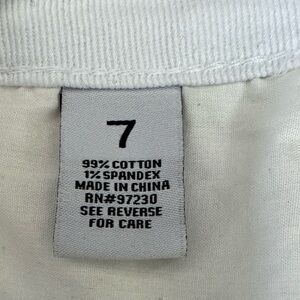 7
99% COTTON
1% SPANDEX
MADE IN CHINA
RN#97230
SEE REVERSE
FOR CARE